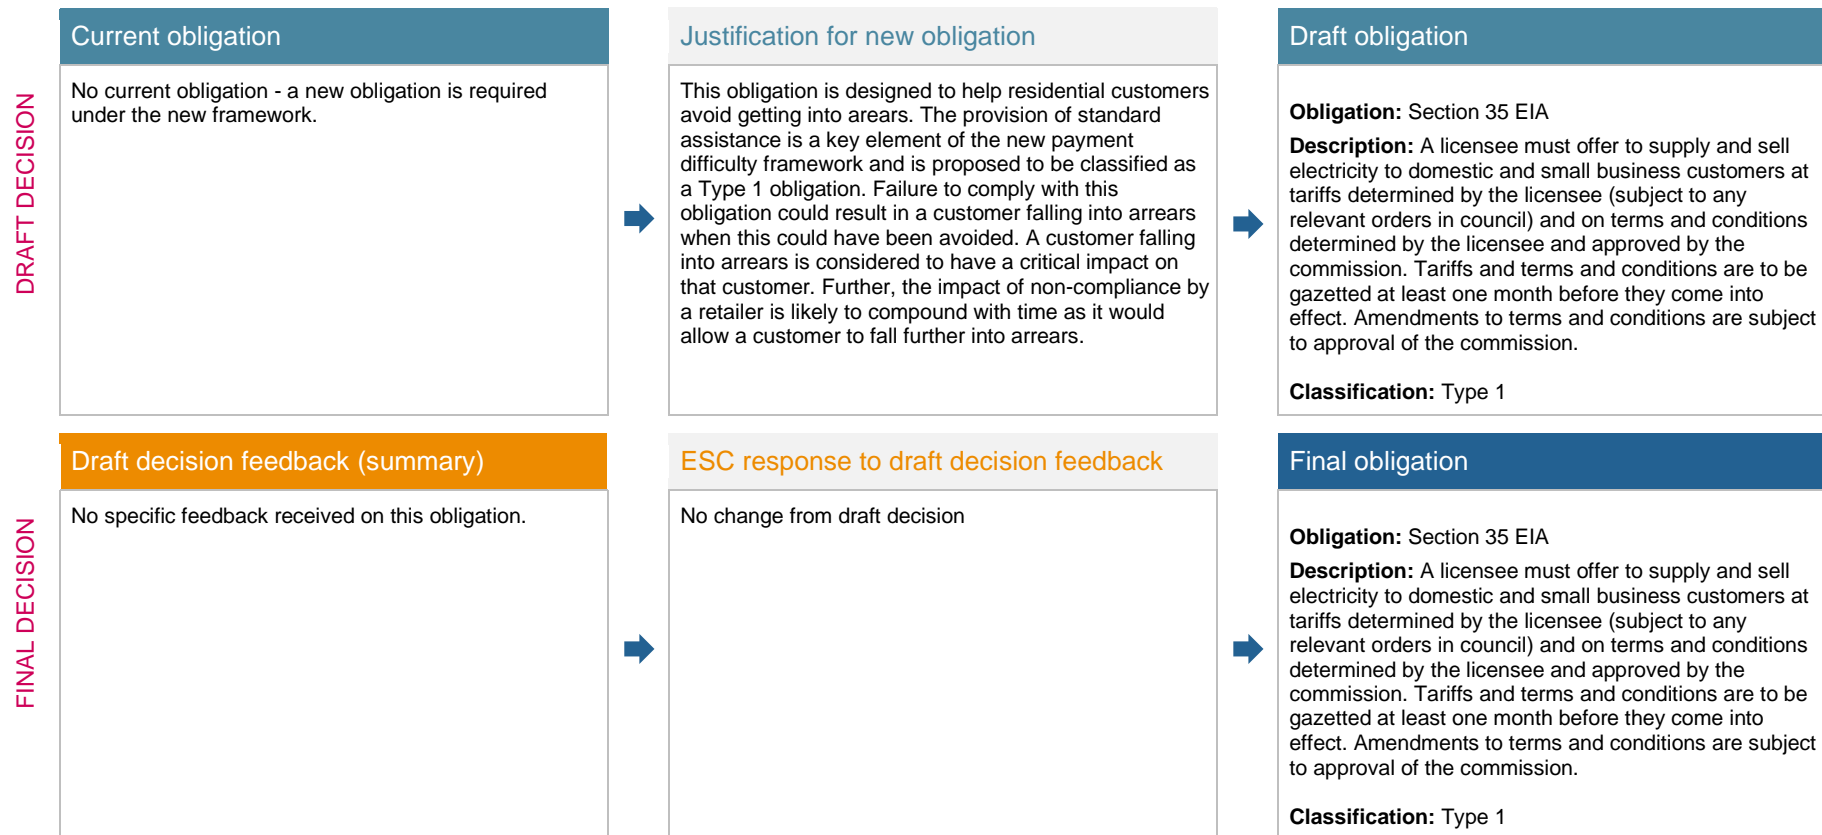 DRAFT DECISION
Current obligation
No current obligation - a new obligation is required
under the new framework.
Justification for new obligation
This obligation is designed to help residential customers
avoid getting into arears. The provision of standard
assistance is a key element of the new payment
difficulty framework and is proposed to be classified as
a Type 1 obligation. Failure to comply with this
obligation could result in a customer falling into arrears
when this could have been avoided. A customer falling
into arrears is considered to have a critical impact on
that customer. Further, the impact of non-compliance by
a retailer is likely to compound with time as it would
allow a customer to fall further into arrears.
Draft obligation
Obligation: Section 35 EIA
Description: A licensee must offer to supply and sell
electricity to domestic and small business customers at
tariffs determined by the licensee (subject to any
relevant orders in council) and on terms and conditions
determined by the licensee and approved by the
commission. Tariffs and terms and conditions are to be
gazetted at least one month before they come into
effect. Amendments to terms and conditions are subject
to approval of the commission.
Classification: Type 1
FINAL DECISION
Draft decision feedback (summary)
No specific feedback received on this obligation.
ESC response to draft decision feedback
No change from draft decision
Final obligation
Obligation: Section 35 EIA
Description: A licensee must offer to supply and sell
electricity to domestic and small business customers at
tariffs determined by the licensee (subject to any
relevant orders in council) and on terms and conditions
determined by the licensee and approved by the
commission. Tariffs and terms and conditions are to be
gazetted at least one month before they come into
effect. Amendments to terms and conditions are subject
to approval of the commission.
Classification: Type 1